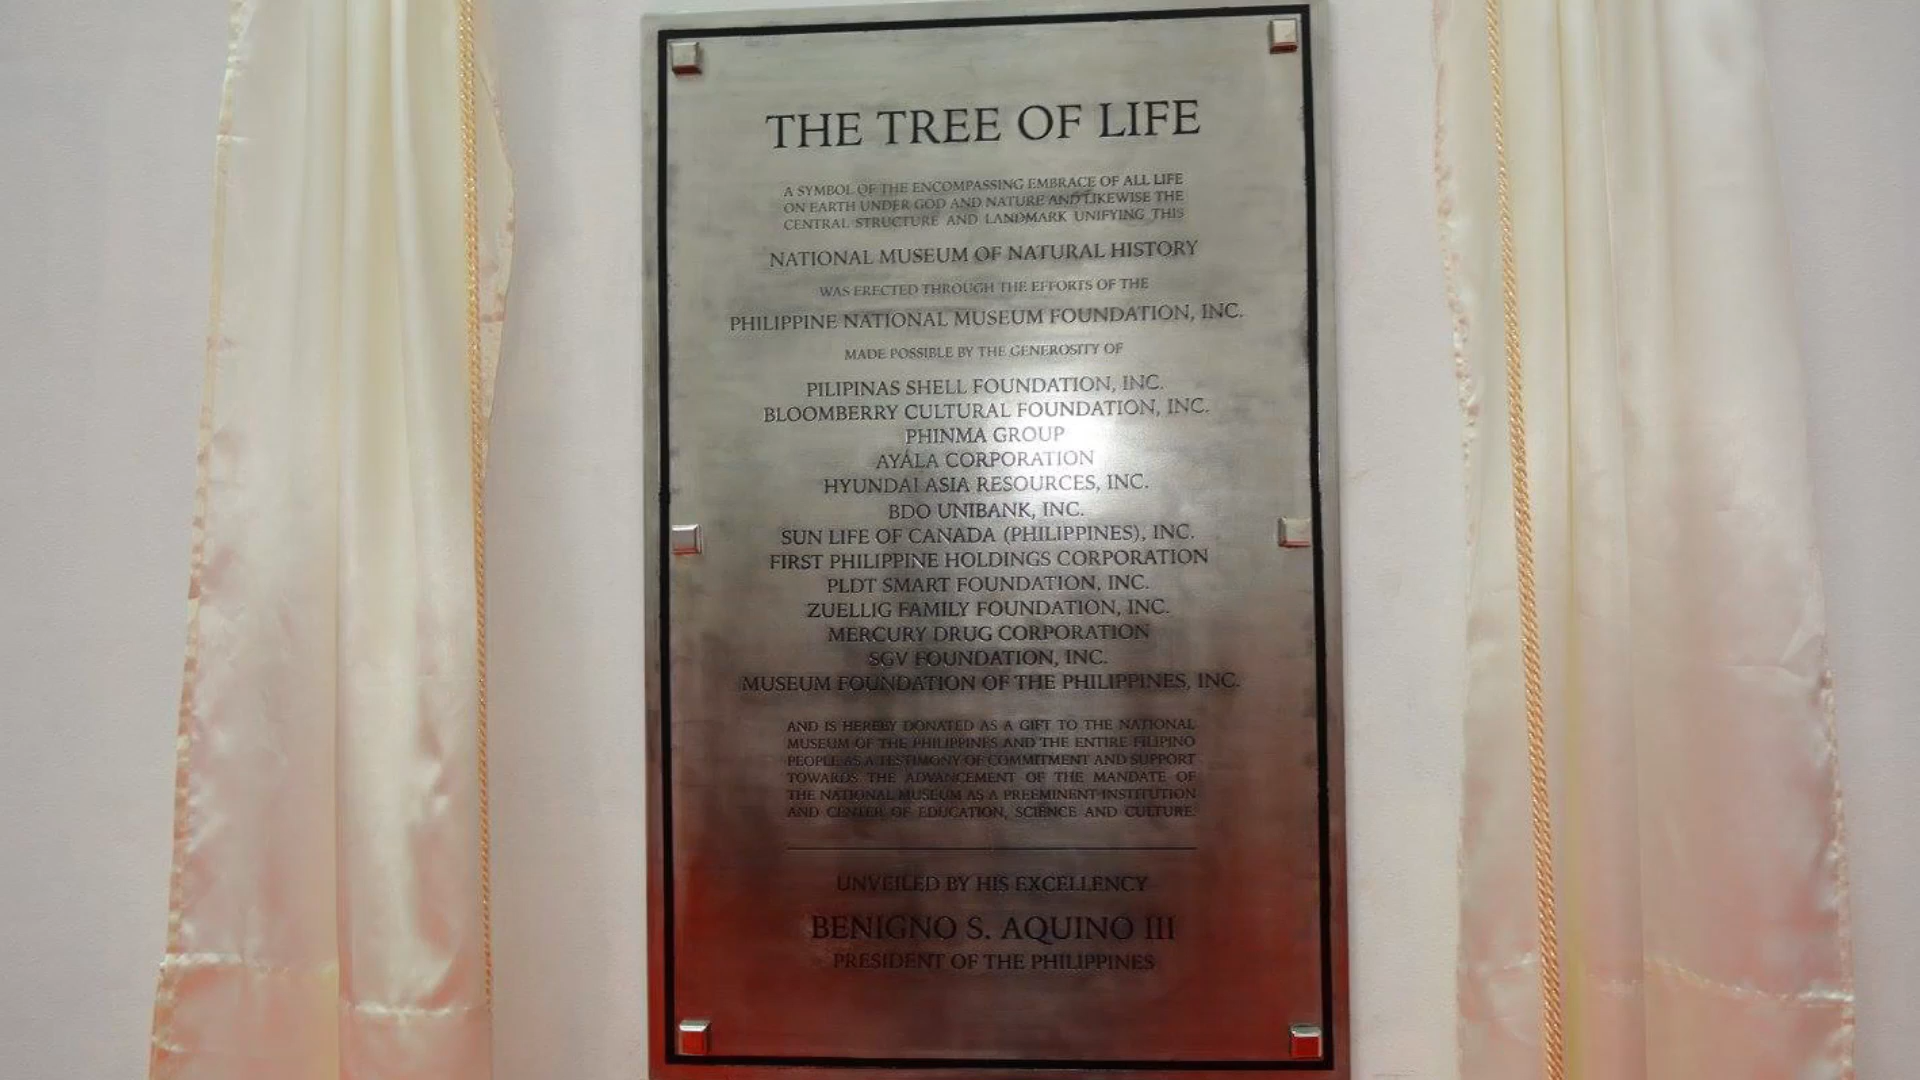 THE TREE OF LIFE
A SYMBOL OF THE ENCOMPASSING EMBRACE OF ALL LIFE
ON EARTH UNDER GOD AND NATURE AND LIKEWISE THE
CENTRAL STRUCTURE AND LANDMARK UNIFYING THIS
NATIONAL MUSEUM OF NATURAL HISTORY
WAS ERECTED THROUGH THE EFFORTS OF THE
PHILIPPINE NATIONAL MUSEUM FOUNDATION, INC.
MADE POSSIBLE BY THE GENEROSITY OF
PILIPINAS SHELL FOUNDATION, INC.
BLOOMBERRY CULTURAL FOUNDATION, INC.
PHINMA GROUP
AYALA CORPORATION
HYUNDAI ASIA RESOURCES, INC.
BDO UNIBANK, INC.
SUN LIFE OF CANADA (PHILIPPINES), INC.
FIRST PHILIPPINE HOLDINGS CORPORATION
PLDT SMART FOUNDATION, INC.
ZUELLIG FAMILY FOUNDATION, INC.
MERCURY DRUG CORPORATION
SGV FOUNDATION, INC.
MUSEUM FOUNDATION OF THE PHILIPPINES, INC.
AND IS HEREBY DONATED AS A GIFT TO THE NATIONAL
MUSEUM OF THE PHILIPPINES AND THE ENTIRE FILIPINO
PEOPLE AS A TESTIMONY OF COMMITMENT AND SUPPORT
TOWARDS THE ADVANCEMENT OF THE MANDATE OF
THE NATIONAL MUSEUM AS A PREEMINENT INSTITUTION
AND CENTER OF EDUCATION, SCIENCE AND CULTURE.
UNVEILED BY HIS EXCELLENCY
BENIGNO S. AQUINO III
PRESIDENT OF THE PHILIPPINES